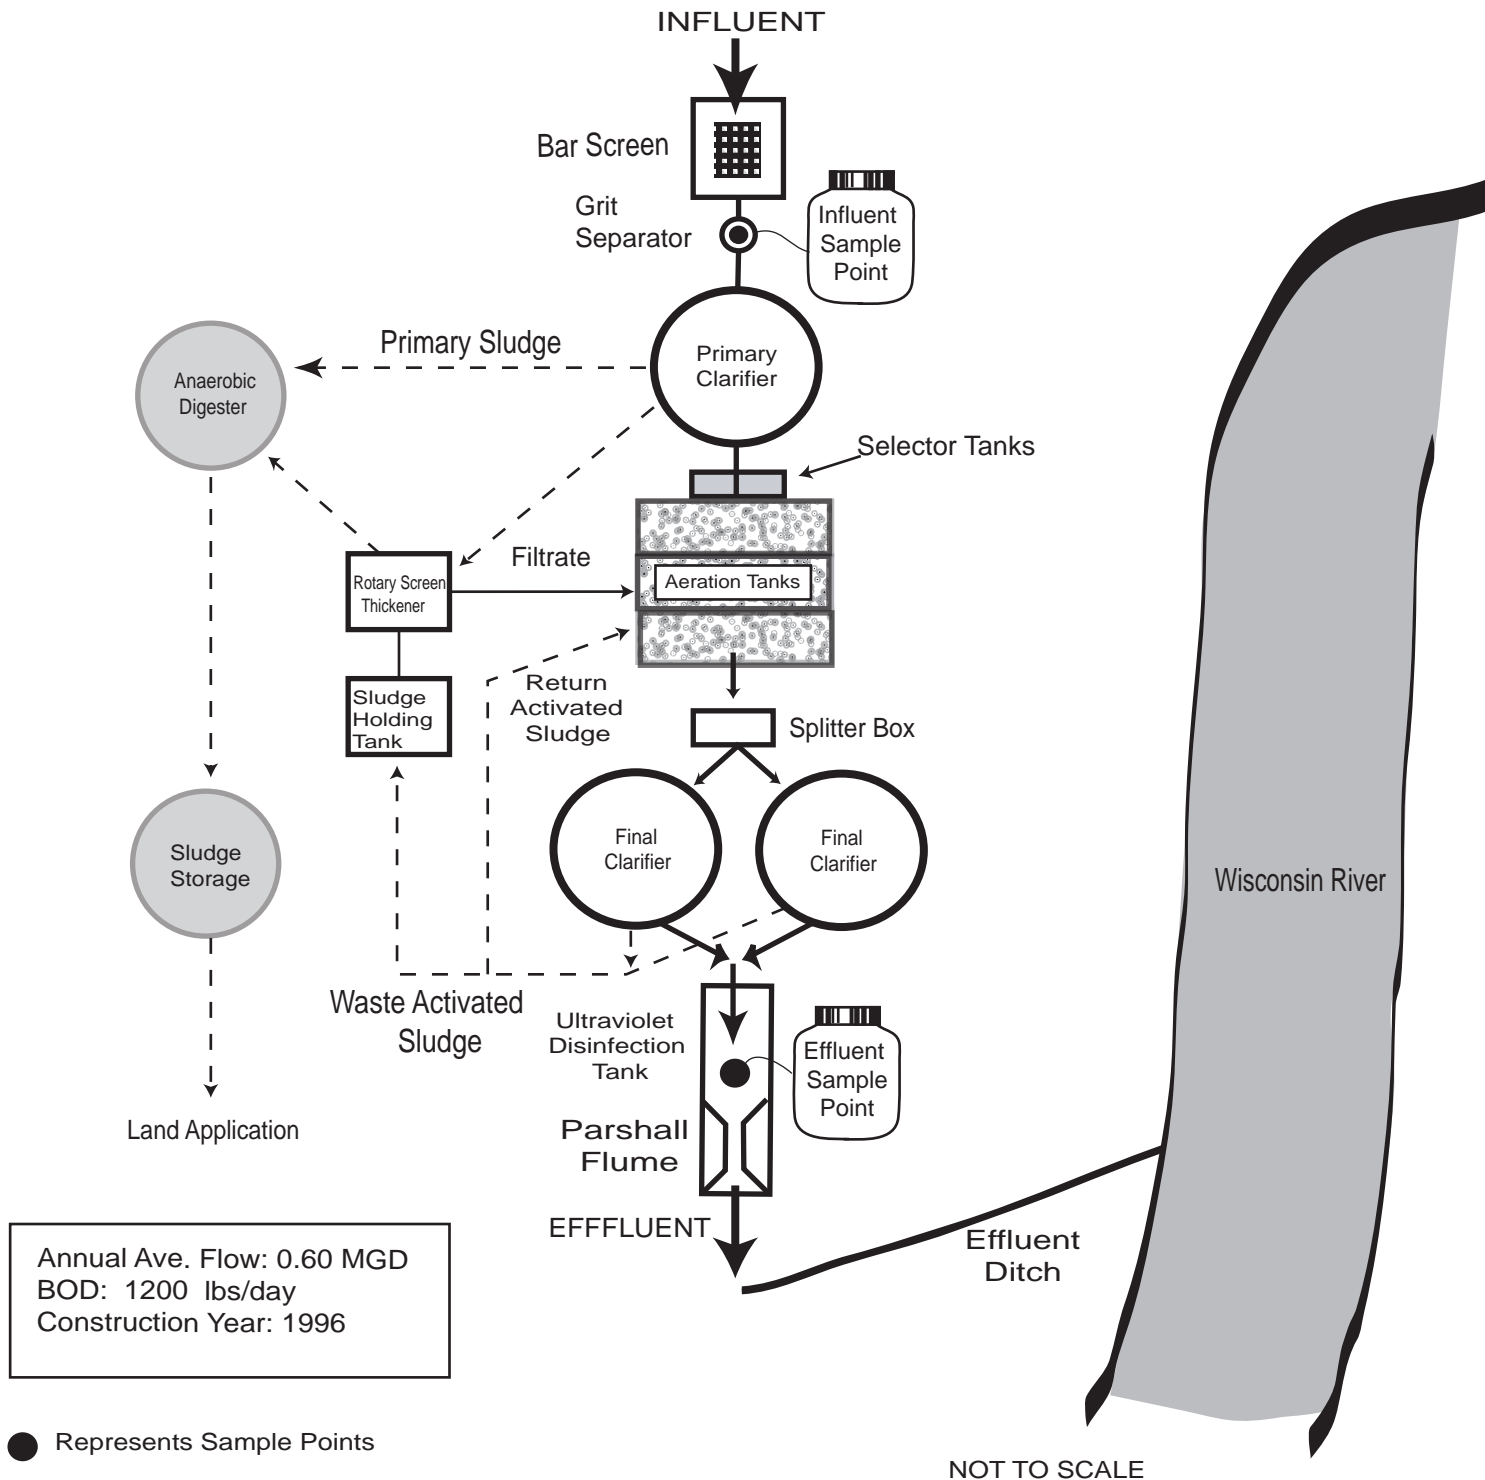 INFLUENT
Bar Screen
Grit
Separator
Influent
Sample
Point
Primary Sludge
Primary
Clarifier
Anaerobic
Digester
Selector Tanks
Filtrate
Rotary Screen
Thickener
Aeration Tanks
Return
Activated
Sludge
Sludge
Holding
Tank
Splitter Box
Final
Clarifier
Final
Clarifier
Sludge
Storage
Wisconsin River
Waste Activated
Sludge
Ultraviolet
Disinfection
Tank
Effluent
Sample
Point
Land Application
Parshall
Flume
EFFFLUENT
Effluent
Ditch
Annual Ave. Flow: 0.60 MGD
BOD: 1200 lbs/day
Construction Year: 1996
Represents Sample Points
NOT TO SCALE